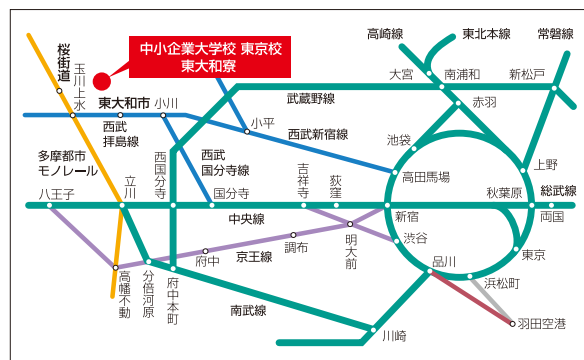 高崎線
東北本線
常磐線
中小企業大学校 東京校
東大和寮
桜街道
玉川上水
大宮
南浦和
新松戸
武蔵野線
赤羽
東大和市
小川
西武
拝島線
小平
西武新宿線
池袋
上野
多摩都市
モノレール
西国分寺
西武
国分寺線
高田馬場
八王子
立川
国分寺
吉祥寺
荻窪
秋葉原
総武線
中央線
新宿
両国
渋谷
府中
調布
明大前
京王線
東京
高幡不動
分倍河原
府中本町
品川
浜松町
南武線
川崎
羽田空港